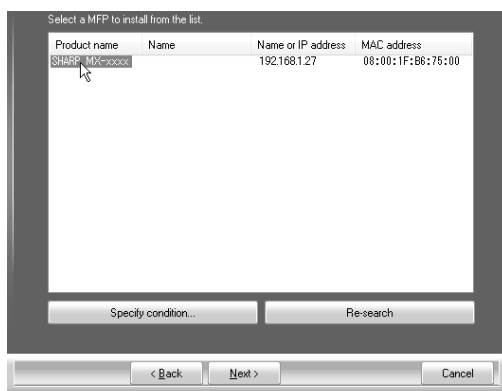 Select a MFP to install from the list.
Product name Name Name or IP address MAC address
SHARP MX-xxxx 192.168.1.27 08:00:1F:B6:75:00
Specify condition... Re-search
< Back Next > Cancel